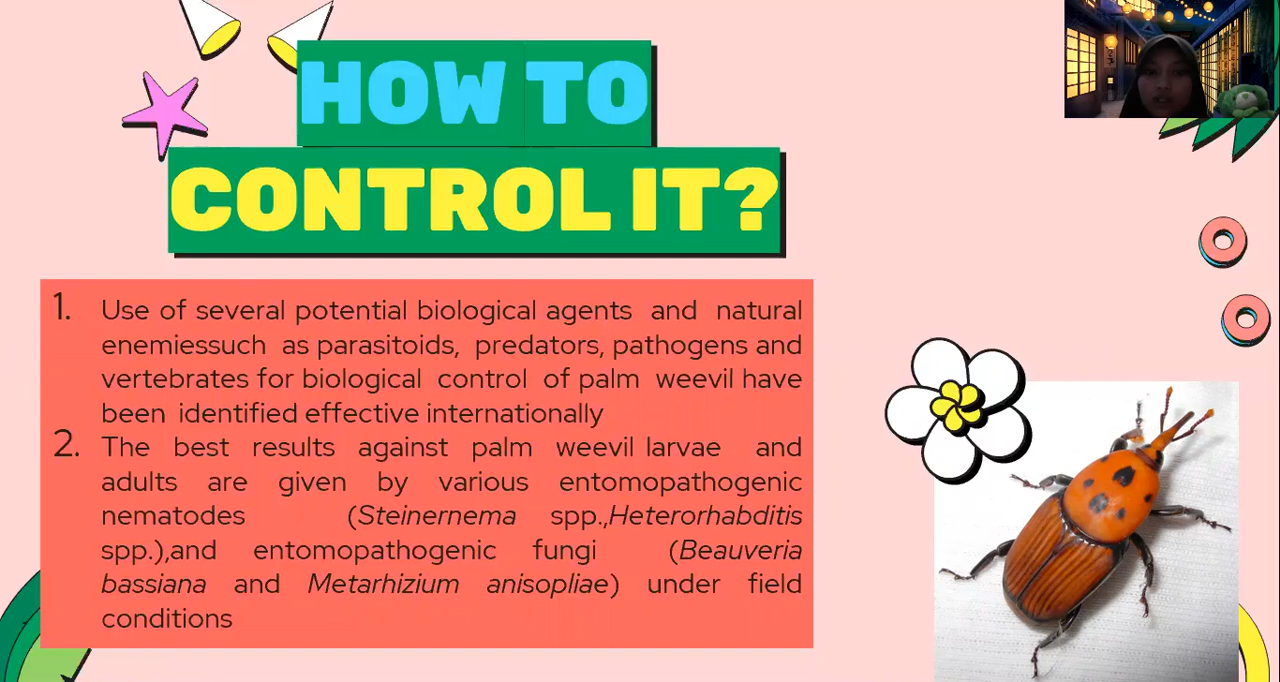 HOW TO
CONTROL IT?
1. Use of several potential biological agents and natural
enemiessuch as parasitoids, predators, pathogens and
vertebrates for biological control of palm weevil have
been identified effective internationally
2. The best results against palm weevil larvae and
adults are given by various entomopathogenic
nematodes (Steinernema spp.,Heterorhabditis
spp.),and entomopathogenic fungi (Beauveria
bassiana and Metarhizium anisopliae) under field
conditions